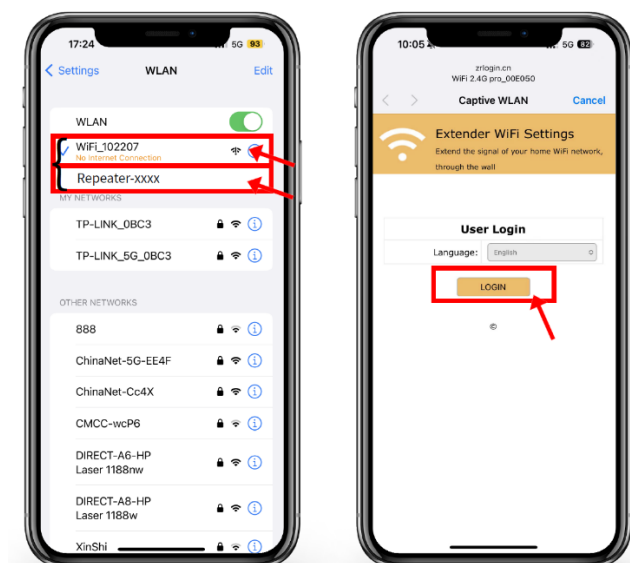 17:24
5G 93
Settings
WLAN
Edit
WLAN
WiFi_102207
No Internet Connection
Repeater-xxxx
MY NETWORKS
TP-LINK_0BC3
TP-LINK_5G_0BC3
OTHER NETWORKS
888
ChinaNet-5G-EE4F
ChinaNet-Cc4X
CMCC-wcP6
DIRECT-A6-HP
Laser 1188nw
DIRECT-A8-HP
Laser 1188w
XinShi
10:05
5G 82
zrlogin.cn
WiFi 2.4G pro_00E050
Captive WLAN
Cancel
Extender WiFi Settings
Extend the signal of your home WiFi network,
through the wall
User Login
Language: English
LOGIN
©